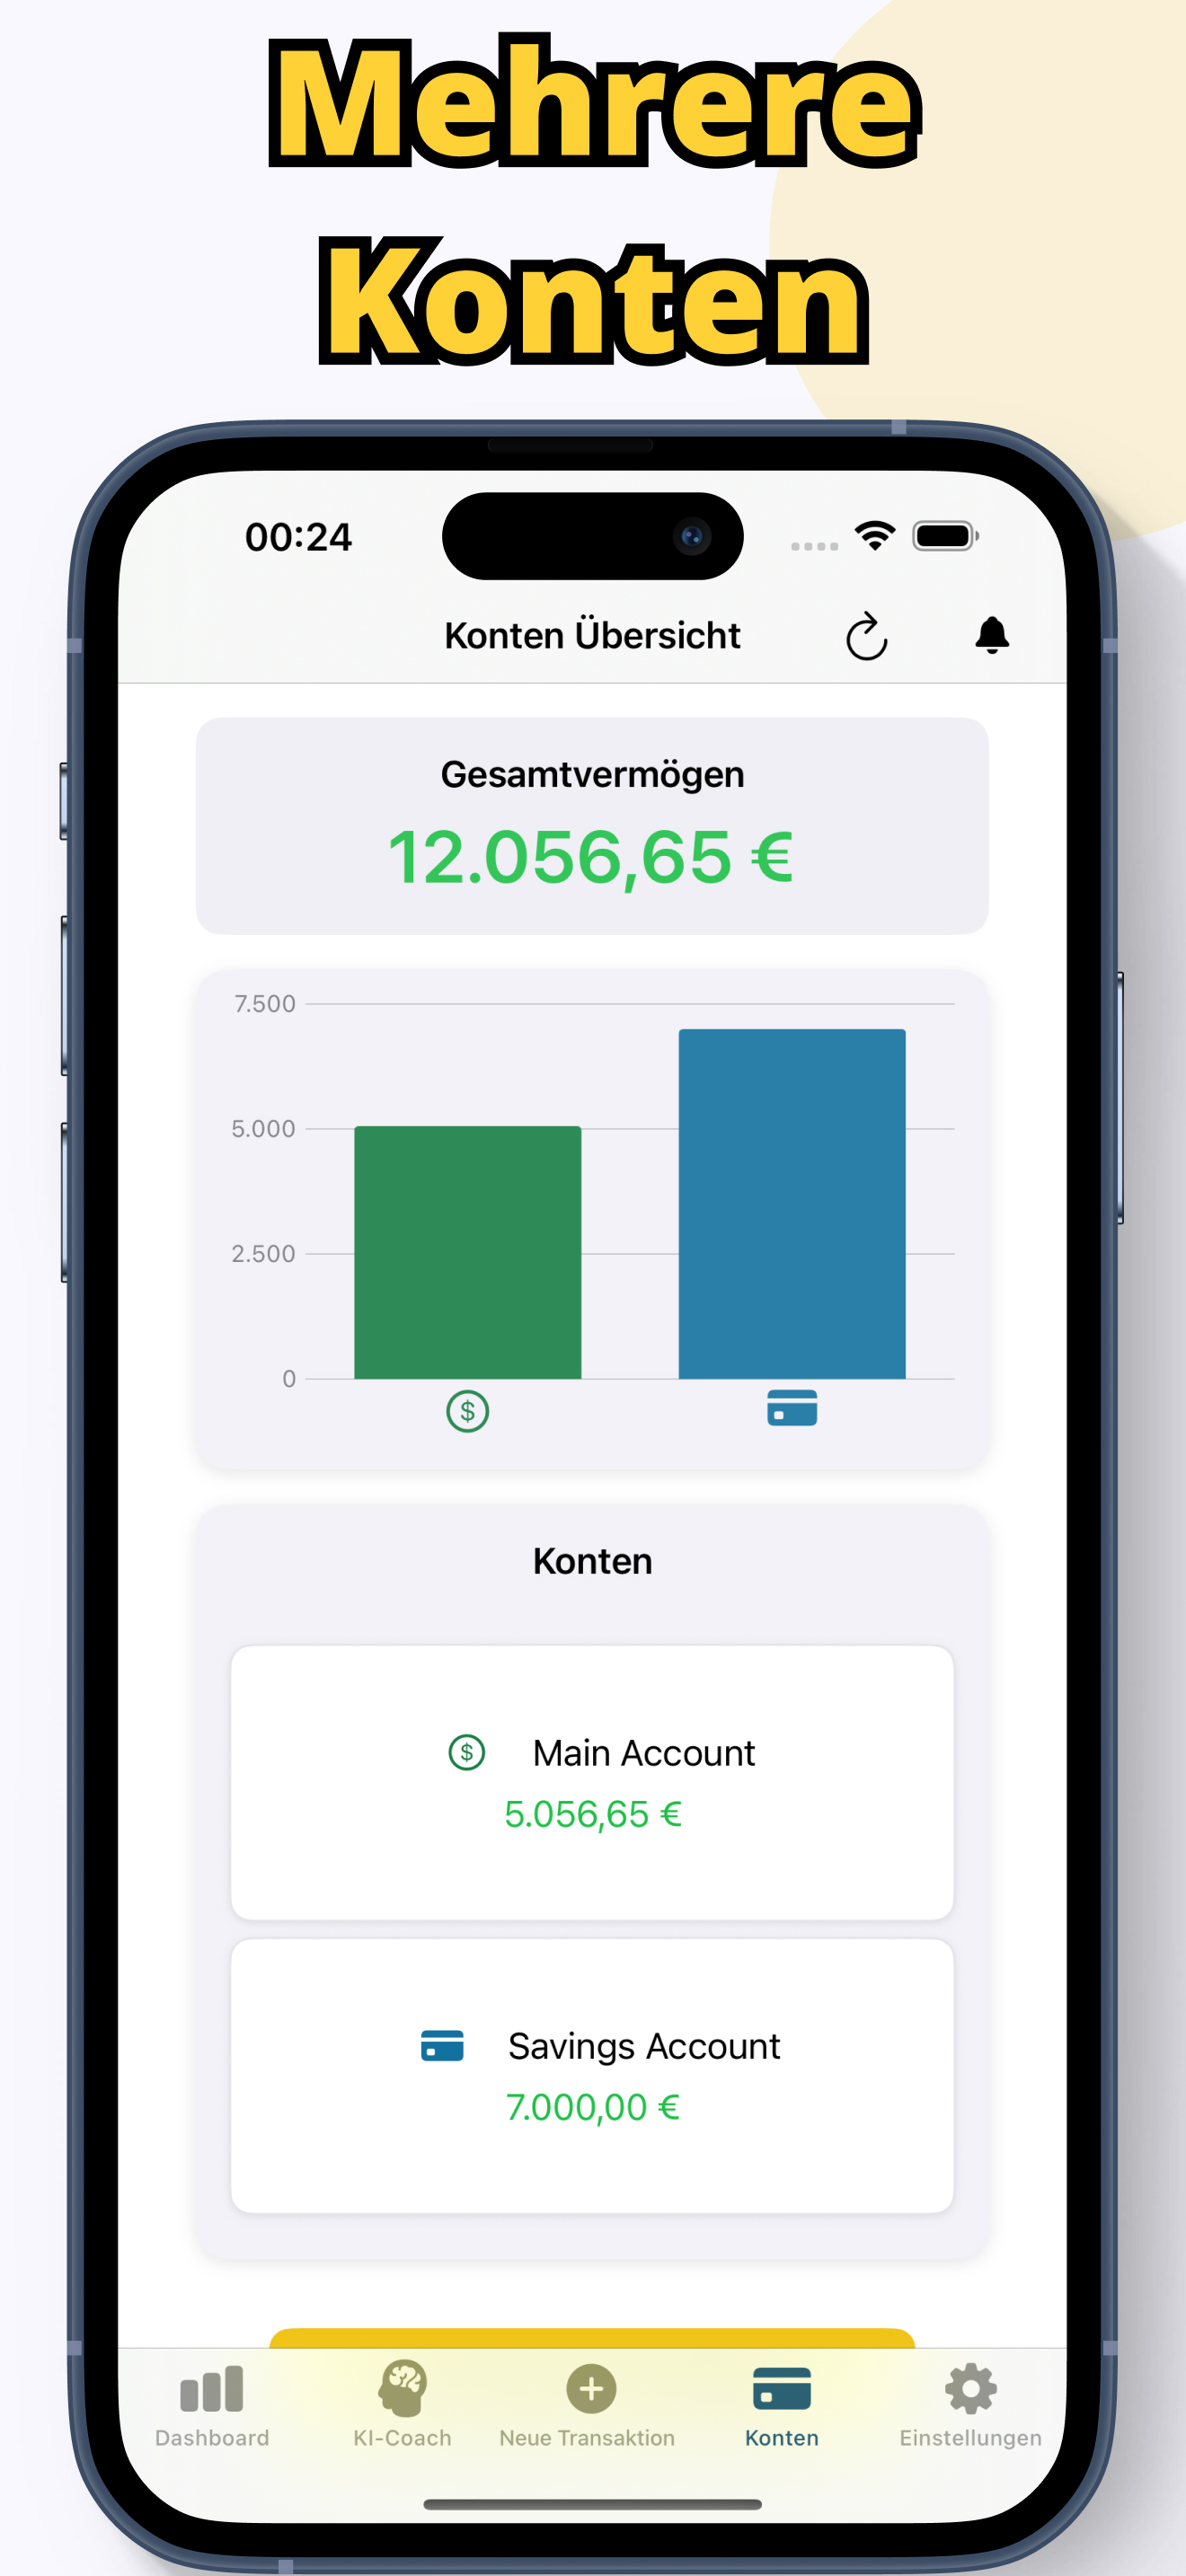 Mehrere
Konten
00:24
Konten Übersicht
Gesamtvermögen
12.056,65 €
7.500
5.000
2.500
0
$
Konten
$ Main Account
5.056,65 €
Savings Account
7.000,00 €
Dashboard KI-Coach Neue Transaktion Konten Einstellungen